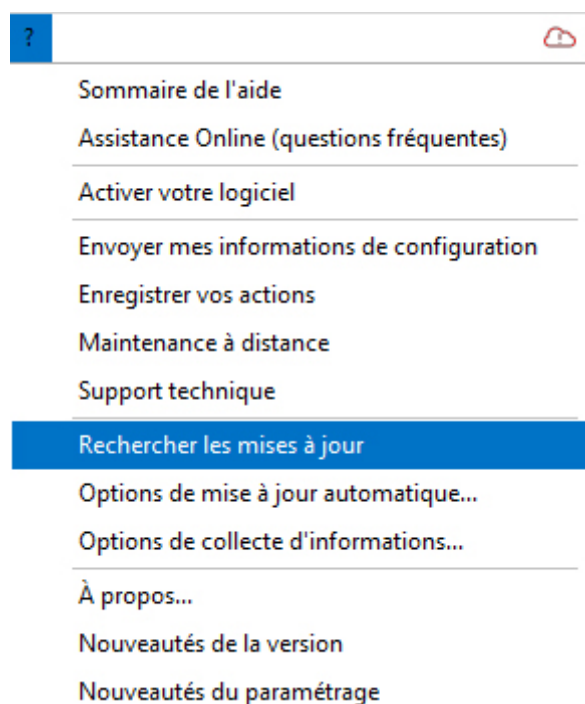 ?
Sommaire de l'aide
Assistance Online (questions fréquentes)
Activer votre logiciel
Envoyer mes informations de configuration
Enregistrer vos actions
Maintenance à distance
Support technique
Rechercher les mises à jour
Options de mise à jour automatique...
Options de collecte d'informations...
À propos...
Nouveautés de la version
Nouveautés du paramétrage